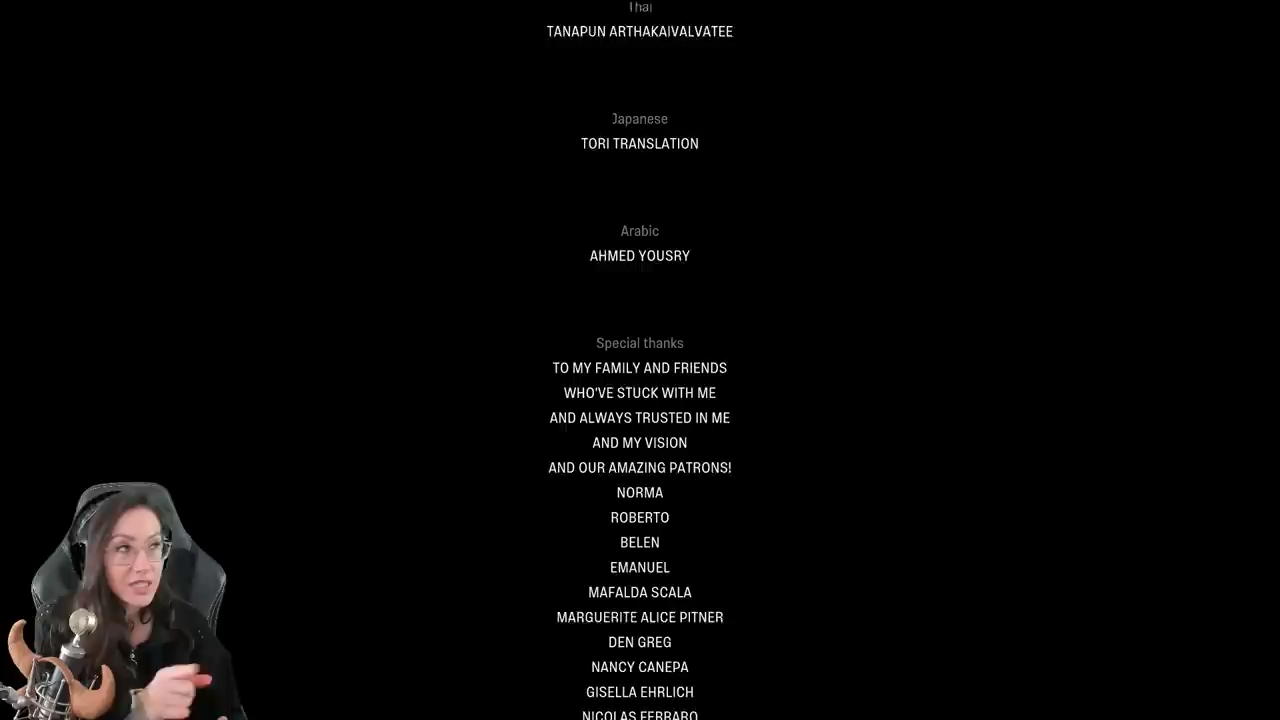 Thai
TANAPUN ARTHAKAIVALVATEE
Japanese
TORI TRANSLATION
Arabic
AHMED YOUSRY
Special thanks
TO MY FAMILY AND FRIENDS
WHO'VE STUCK WITH ME
AND ALWAYS TRUSTED IN ME
AND MY VISION
AND OUR AMAZING PATRONS!
NORMA
ROBERTO
BELEN
EMANUEL
MAFALDA SCALA
MARGUERITE ALICE PITNER
DEN GREG
NANCY CANEPA
GISELLA EHRLICH
NICOLAS FERRARO